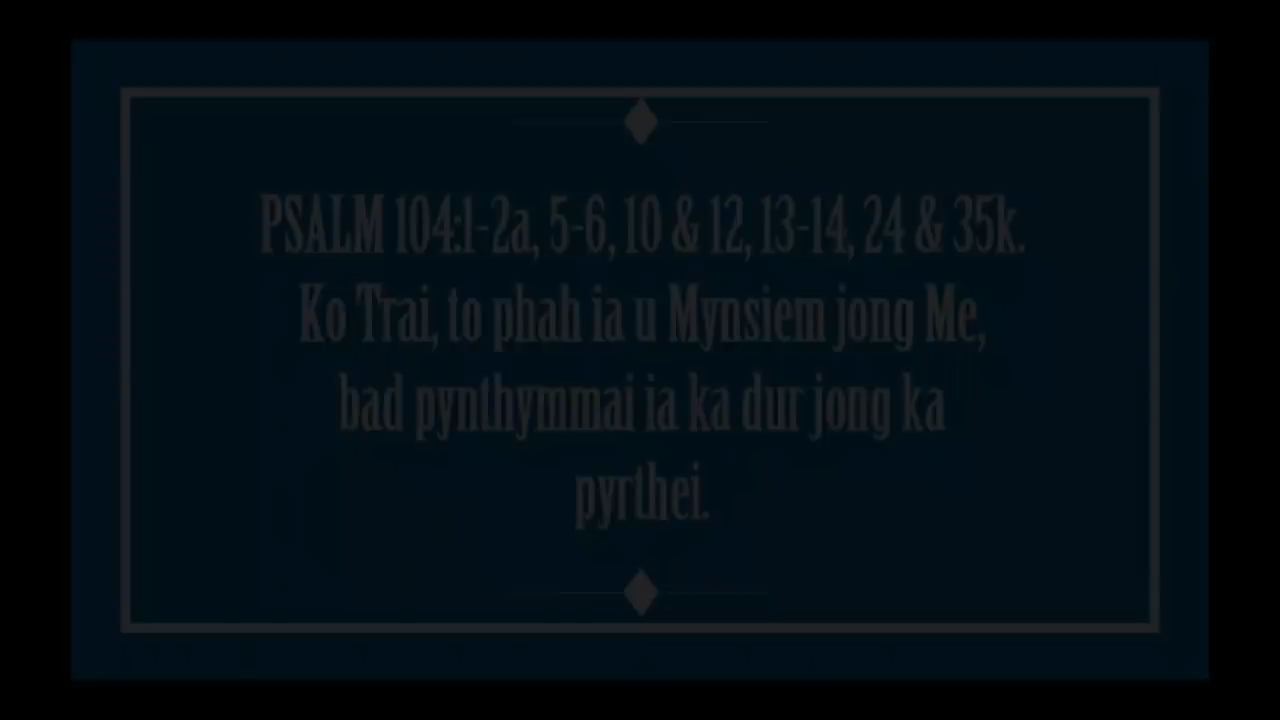 PSALM 104:1-2a, 5-6, 10 & 12, 13-14, 24 & 35k.
Ko Trai, to phah ia u Mynsiem jong Me,
bad pynthymmai ia ka dur jong ka
pyrthei.